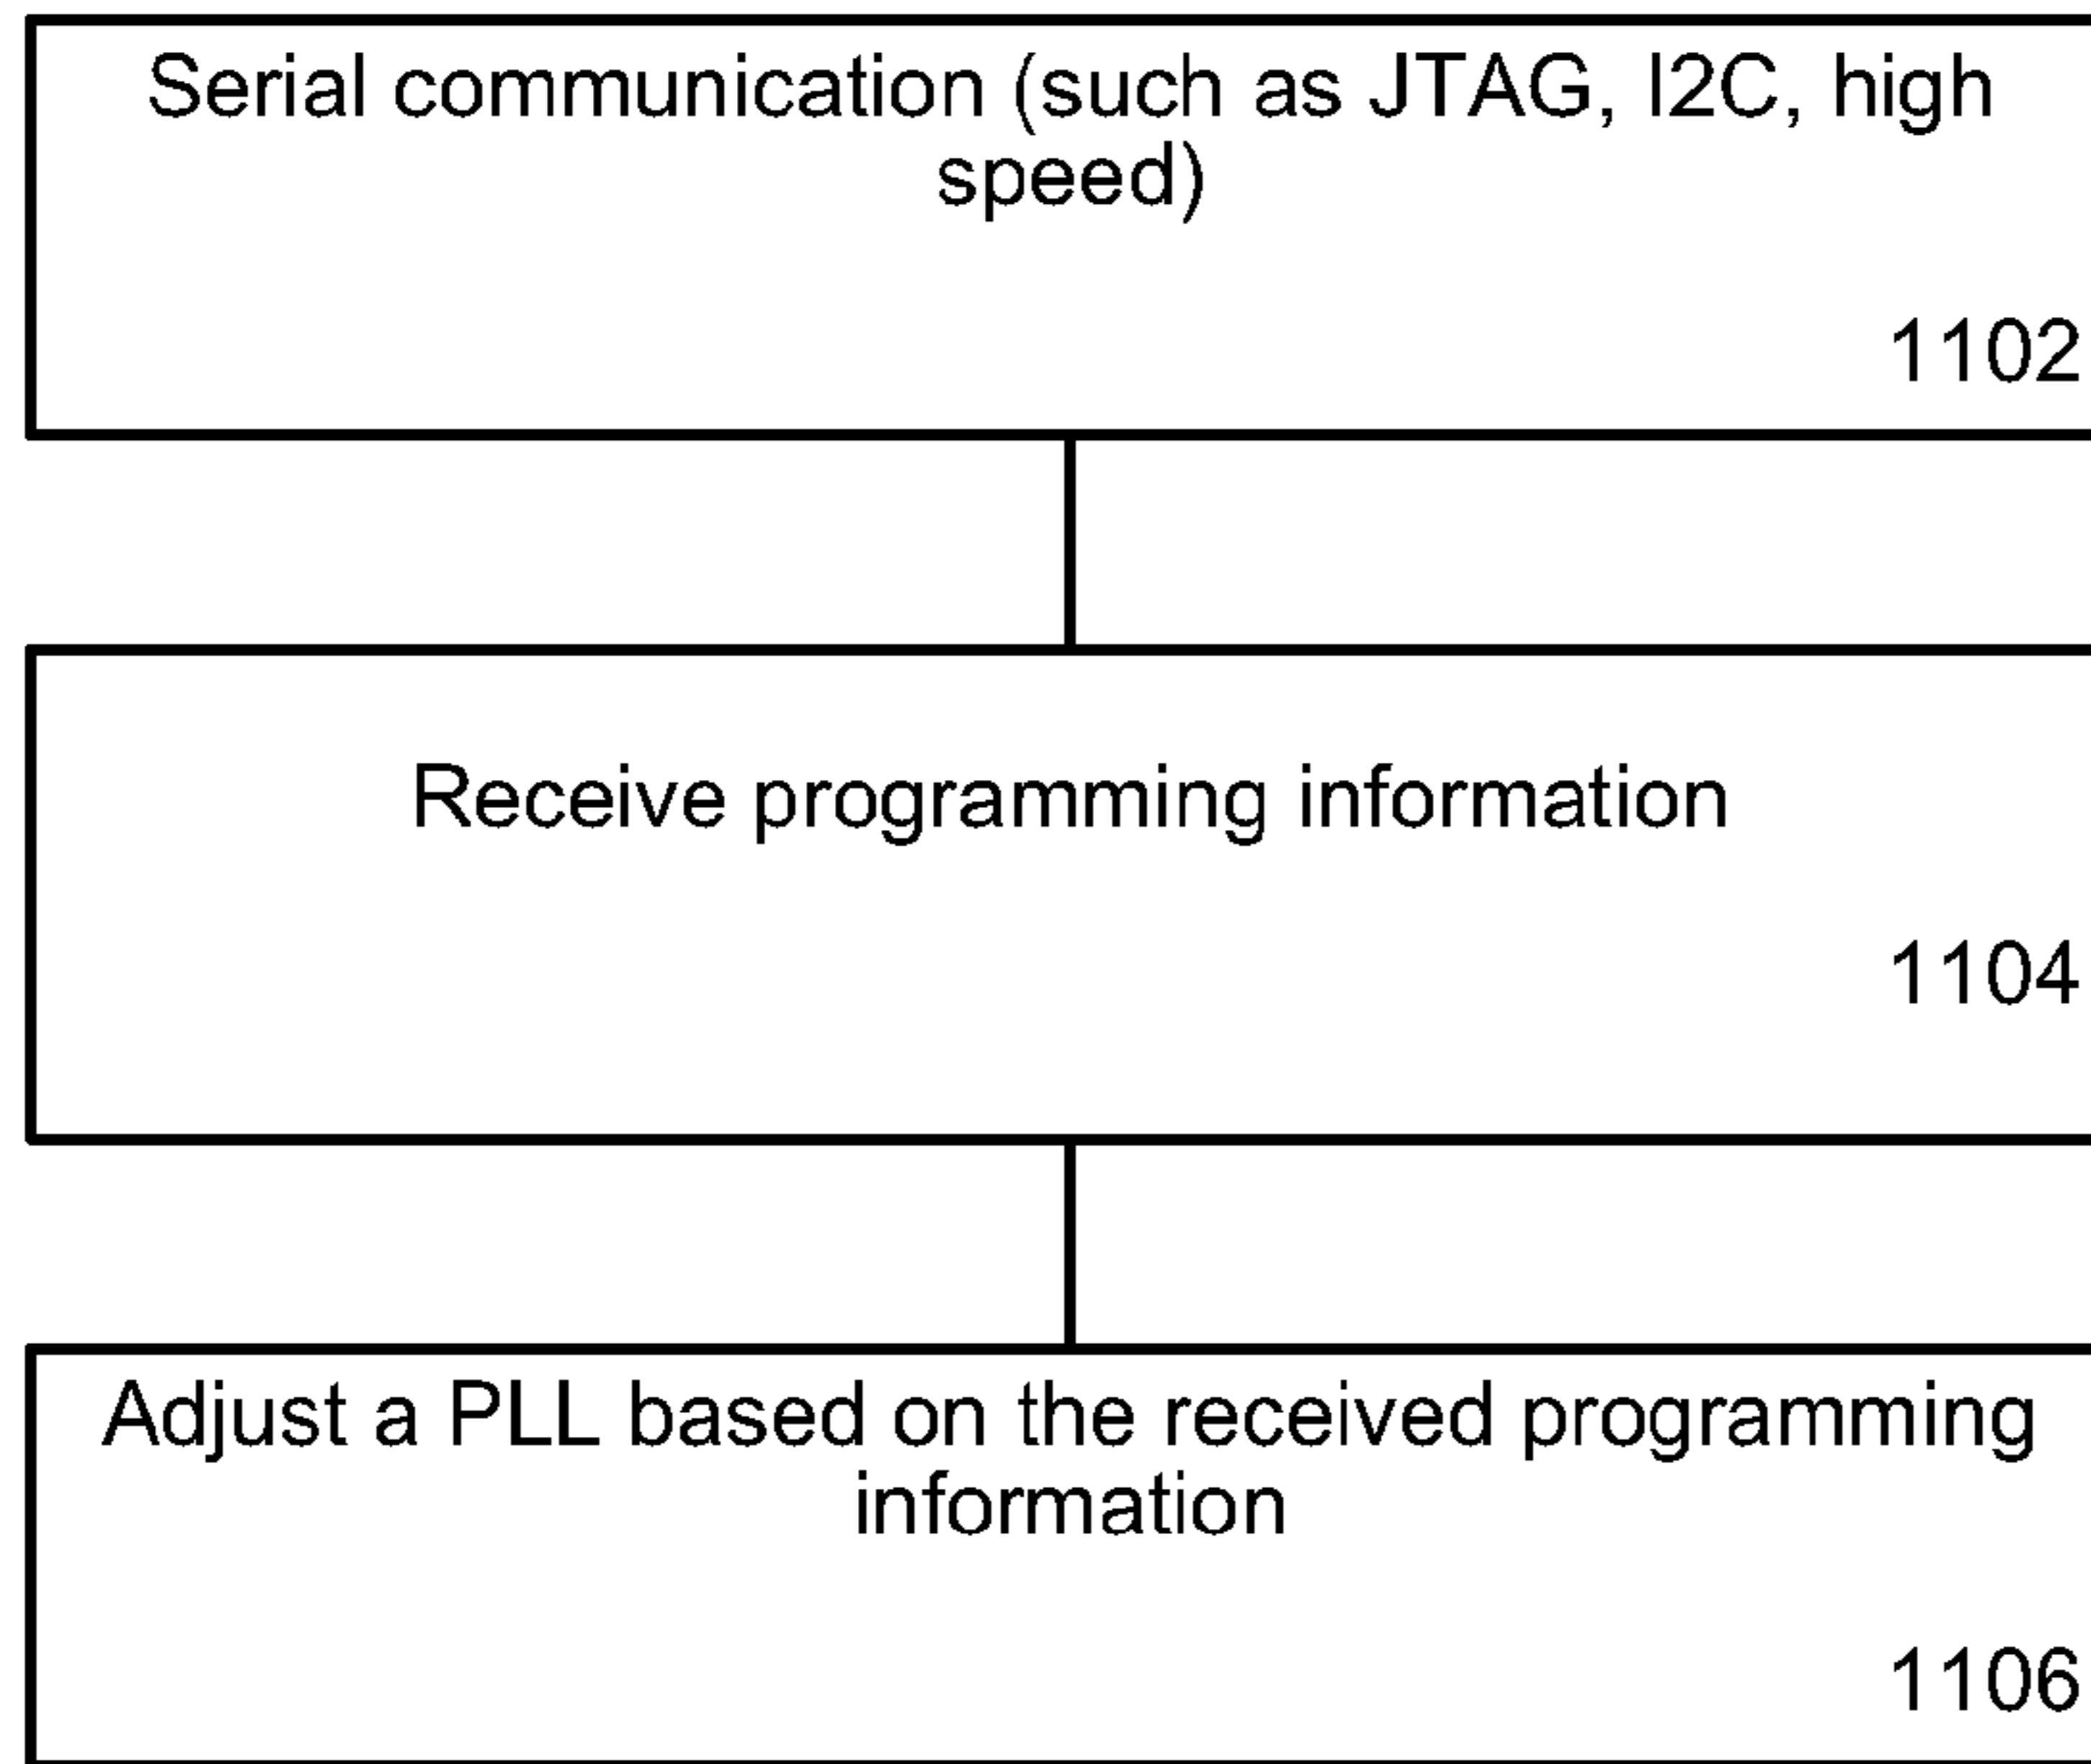 Serial communication (such as JTAG, I2C, high
speed)
1102
Receive programming information
1104
Adjust a PLL based on the received programming
information
1106